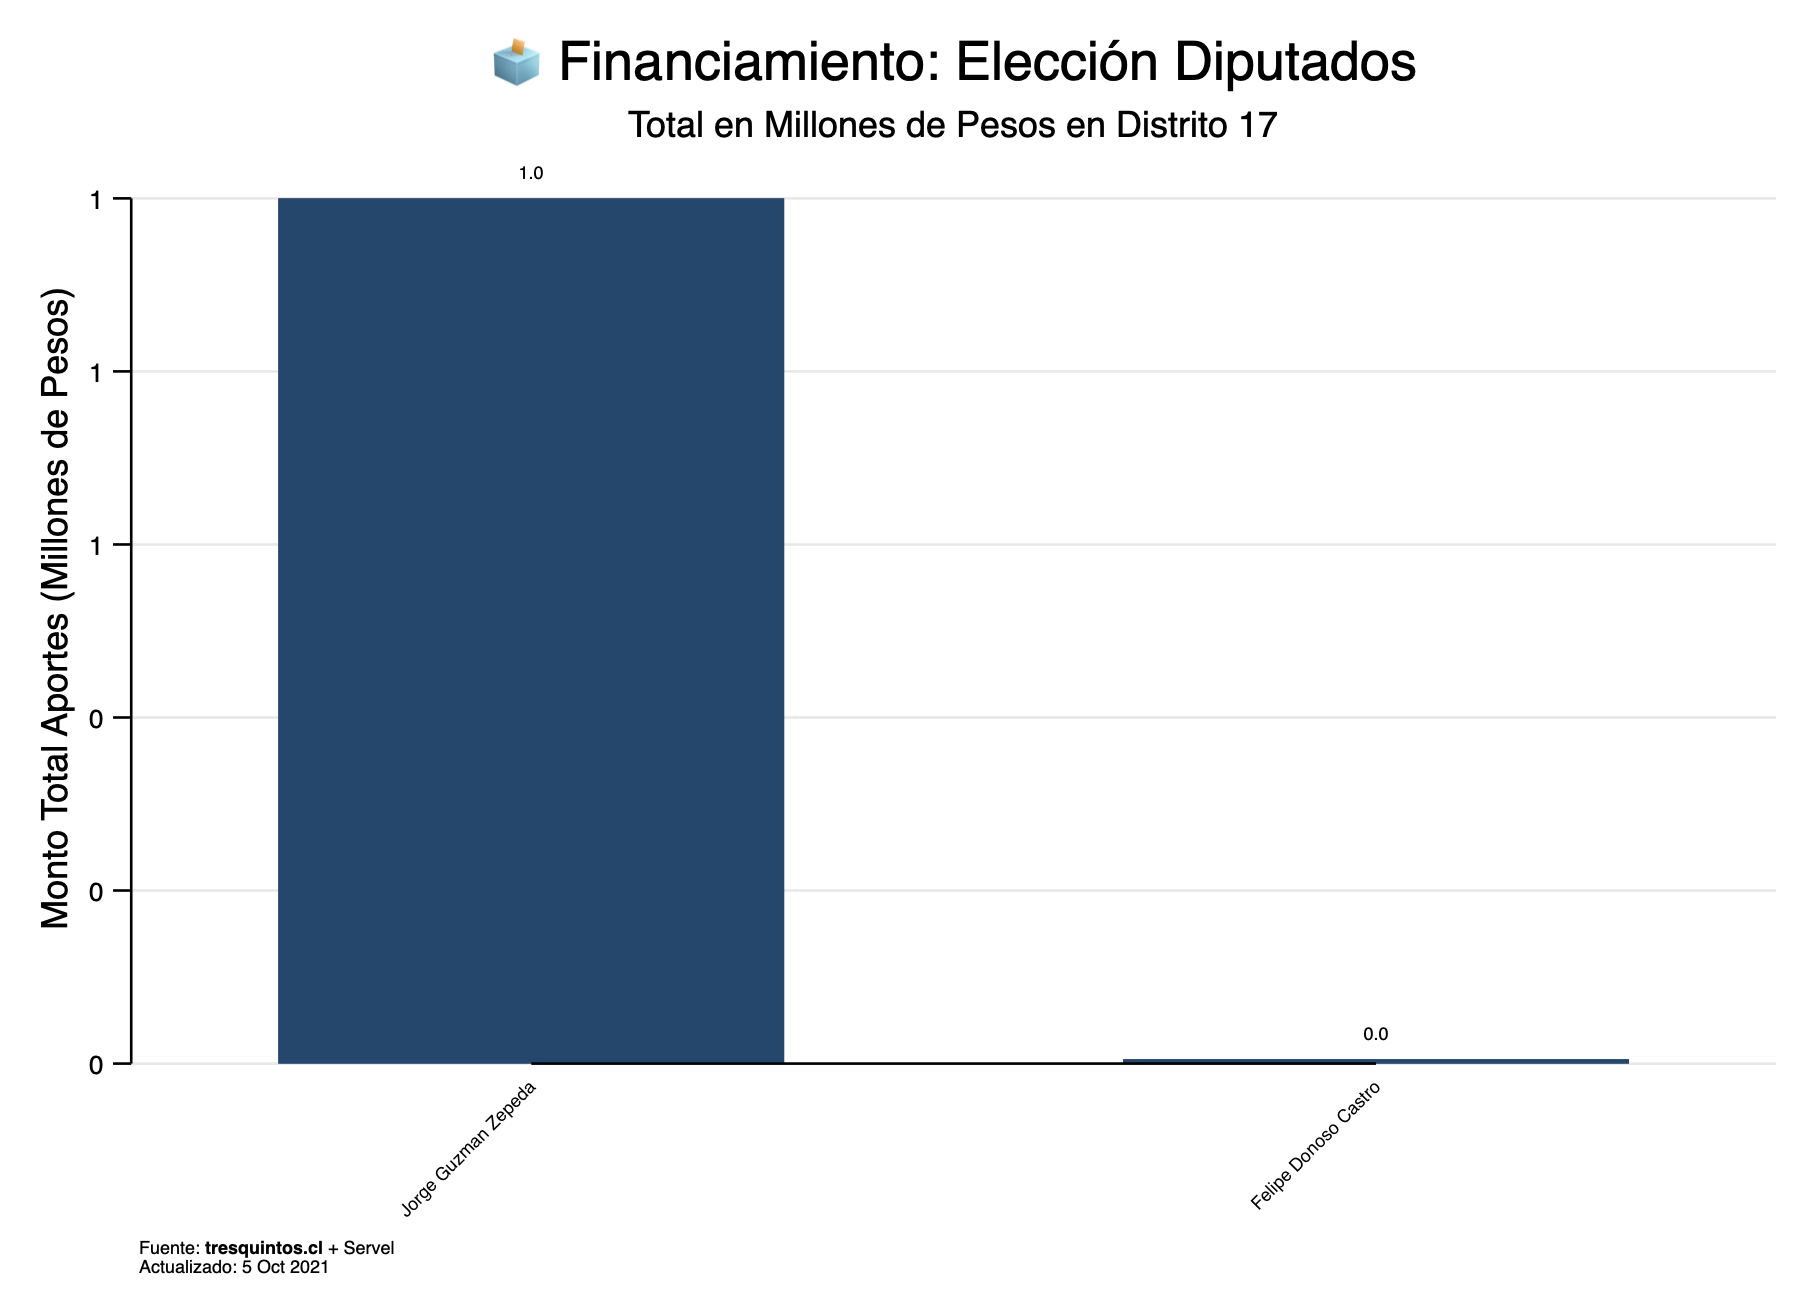 Financiamiento: Elección Diputados
Total en Millones de Pesos en Distrito 17
Monto Total Aportes (Millones de Pesos)
1
1
1
0
0
0
1.0
0.0
Jorge Guzman Zepeda
Felipe Donoso Castro
Fuente: tresquintos.cl + Servel
Actualizado: 5 Oct 2021